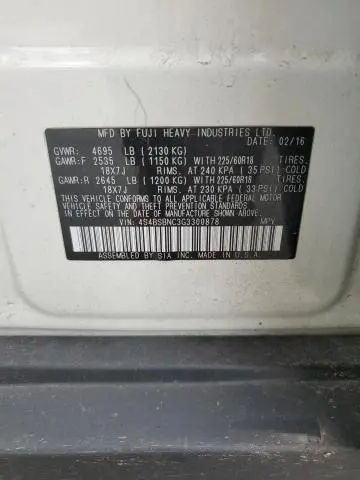 MFD BY FUJI HEAVY INDUSTRIES LTD.
DATE: 02/16
GVWR: 4695 LB ( 2130 KG)
GAWR:F 2535 LB ( 1150 KG) WITH 225/60R18 TIRES.
18X7J RIMS. AT 240 KPA ( 35 PSI) COLD
GAWR:R 2645 LB ( 1200 KG) WITH 225/60R18 TIRES.
18X7J RIMS. AT 230 KPA ( 33 PSI) COLD
THIS VEHICLE CONFORMS TO ALL APPLICABLE FEDERAL MOTOR
VEHICLE SAFETY AND THEFT PREVENTION STANDARDS
IN EFFECT ON THE DATE OF MANUFACTURE SHOWN ABOVE.
VIN: 4S4BSBNC3G3300878 MPV
ASSEMBLED BY SIA INC. IN U.S.A.